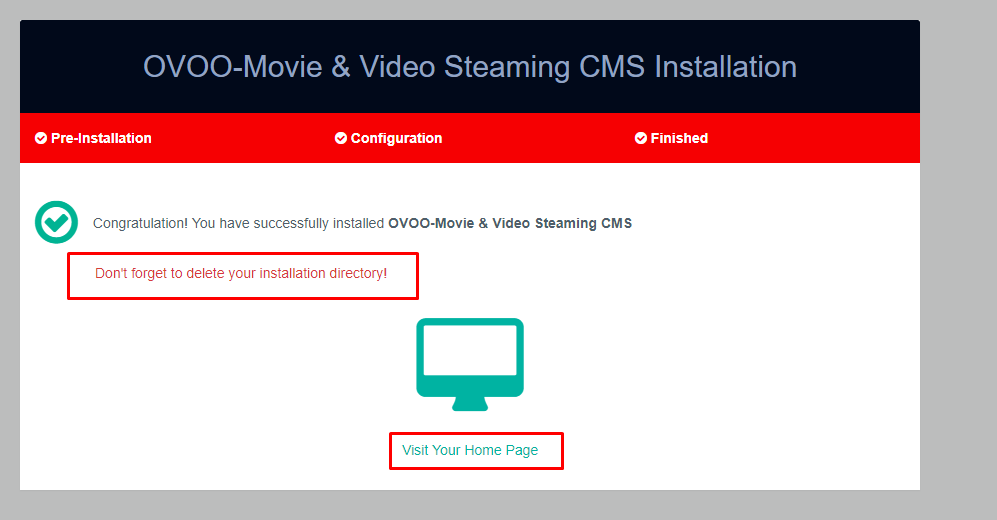 OVOO-Movie & Video Steaming CMS Installation
Pre-Installation Configuration Finished
Congratulation! You have successfully installed OVOO-Movie & Video Steaming CMS
Don't forget to delete your installation directory!
Visit Your Home Page